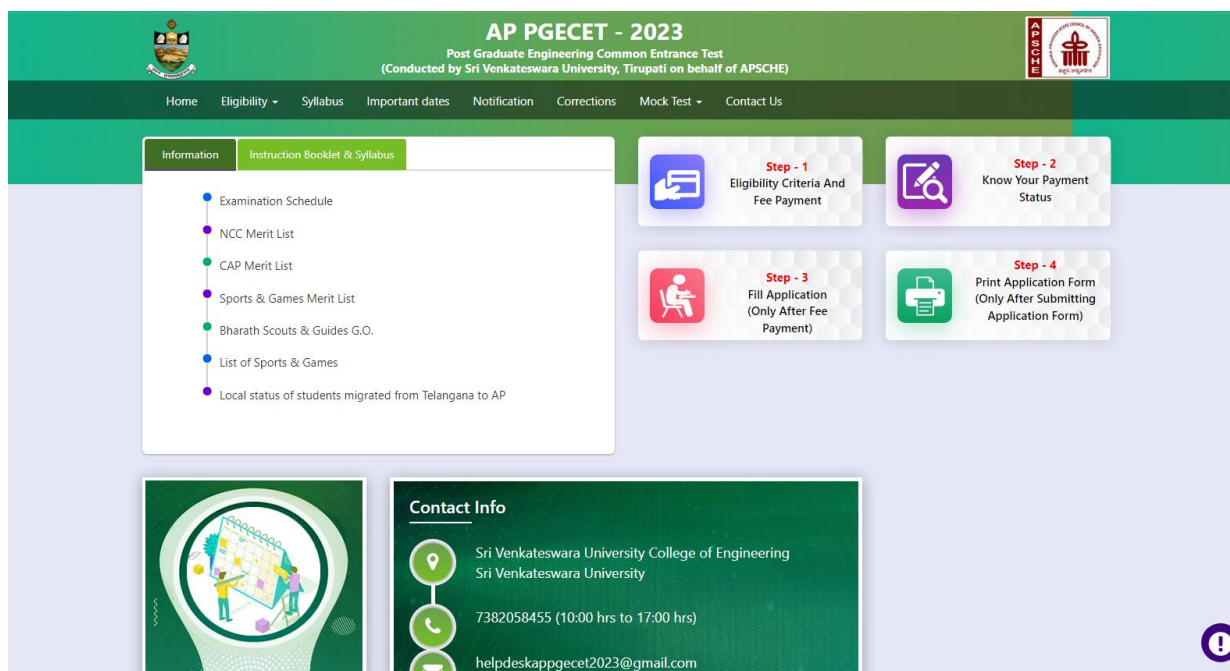 AP PGECET - 2023
Post Graduate Engineering Common Entrance Test
(Conducted by Sri Venkateswara University, Tirupati on behalf of APSCHE)
APSCHE
Home
Eligibility
Syllabus
Important dates
Notification
Corrections
Mock Test
Contact Us
Information
Instruction Booklet & Syllabus
Examination Schedule
NCC Merit List
CAP Merit List
Sports & Games Merit List
Bharath Scouts & Guides G.O.
List of Sports & Games
Local status of students migrated from Telangana to AP
Step - 1
Eligibility Criteria And
Fee Payment
Step - 2
Know Your Payment
Status
Step - 3
Fill Application
(Only After Fee
Payment)
Step - 4
Print Application Form
(Only After Submitting
Application Form)
Contact Info
Sri Venkateswara University College of Engineering
Sri Venkateswara University
7382058455 (10:00 hrs to 17:00 hrs)
helpdeskappgecet2023@gmail.com